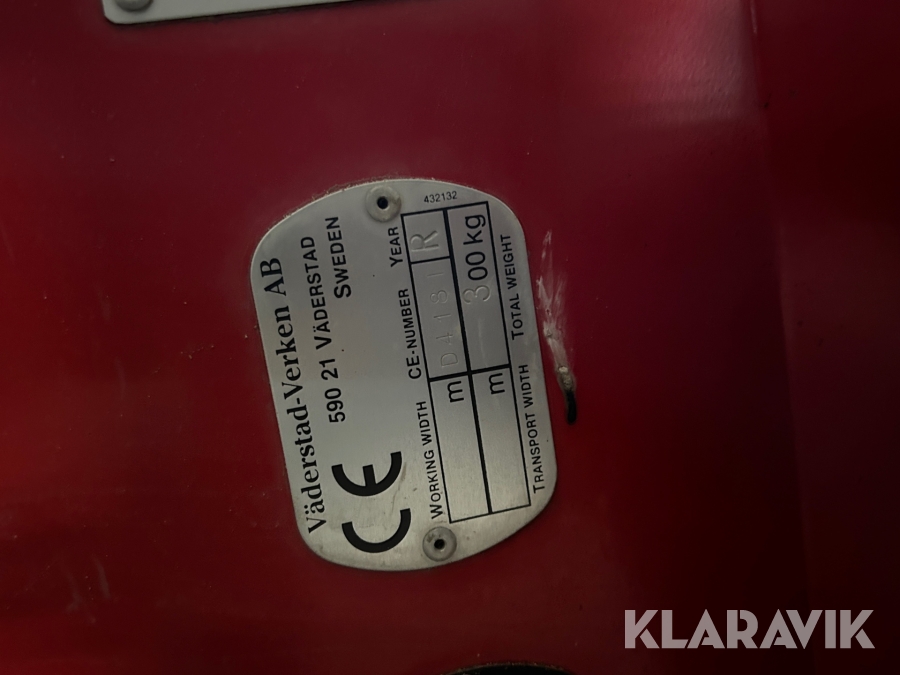 Väderstad-Verken AB
590 21 VÄDERSTAD
SWEDEN
CE
WORKING WIDTH CE-NUMBER YEAR
m D4131 R
m 300 kg
TRANSPORT WIDTH TOTAL WEIGHT
432132
KLARAVIK